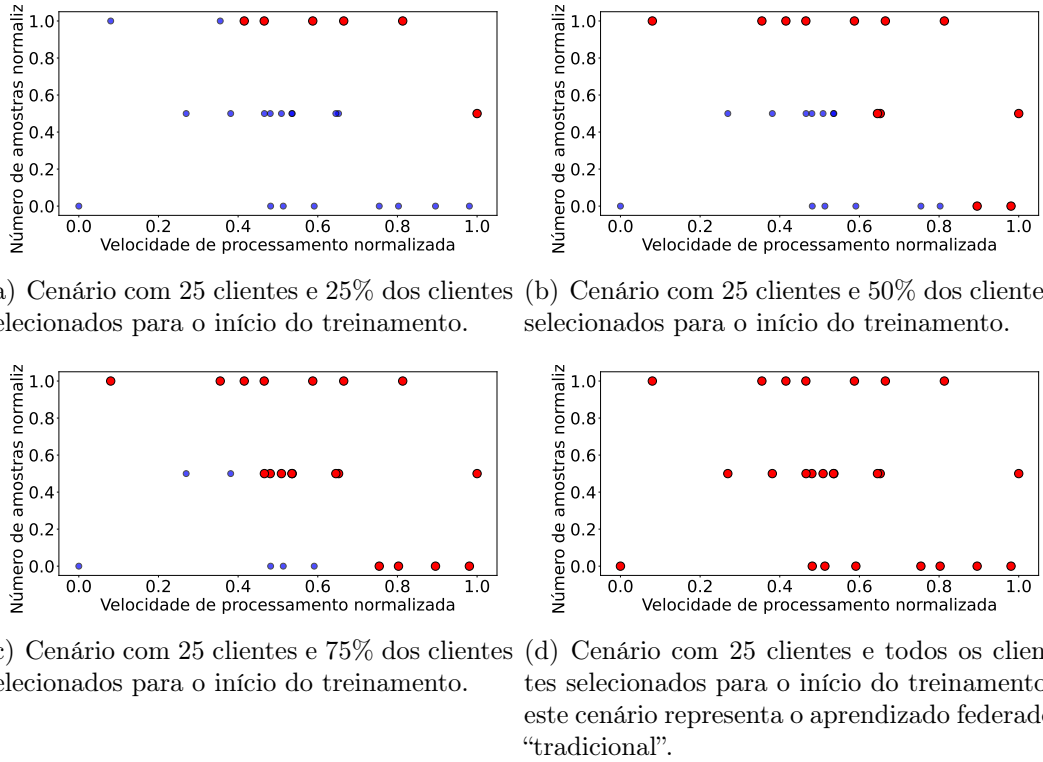 Número de amostras normaliz
1.0
0.8
0.6
0.4
0.2
0.0
0.0 0.2 0.4 0.6 0.8 1.0
Velocidade de processamento normalizada
a) Cenário com 25 clientes e 25% dos clientes
elecionados para o início do treinamento.
Número de amostras normaliz
1.0
0.8
0.6
0.4
0.2
0.0
0.0 0.2 0.4 0.6 0.8 1.0
Velocidade de processamento normalizada
(b) Cenário com 25 clientes e 50% dos cliente
selecionados para o início do treinamento.
Número de amostras normaliz
1.0
0.8
0.6
0.4
0.2
0.0
0.0 0.2 0.4 0.6 0.8 1.0
Velocidade de processamento normalizada
c) Cenário com 25 clientes e 75% dos clientes
elecionados para o início do treinamento.
Número de amostras normaliz
1.0
0.8
0.6
0.4
0.2
0.0
0.0 0.2 0.4 0.6 0.8 1.0
Velocidade de processamento normalizada
(d) Cenário com 25 clientes e todos os clien
tes selecionados para o início do treinamento
este cenário representa o aprendizado federad
“tradicional”.